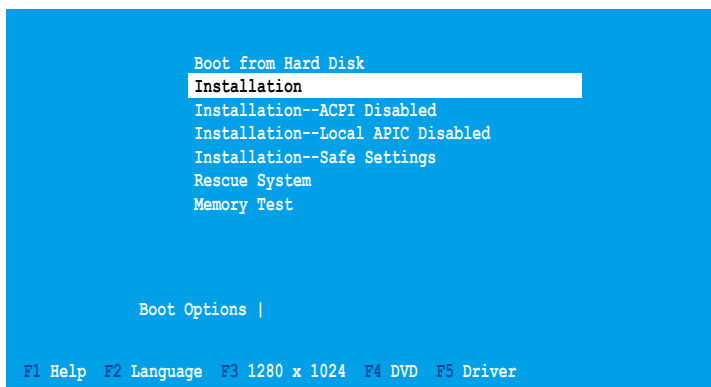 Boot from Hard Disk
Installation
Installation--ACPI Disabled
Installation--Local APIC Disabled
Installation--Safe Settings
Rescue System
Memory Test
Boot Options |
F1 Help F2 Language F3 1280 x 1024 F4 DVD F5 Driver